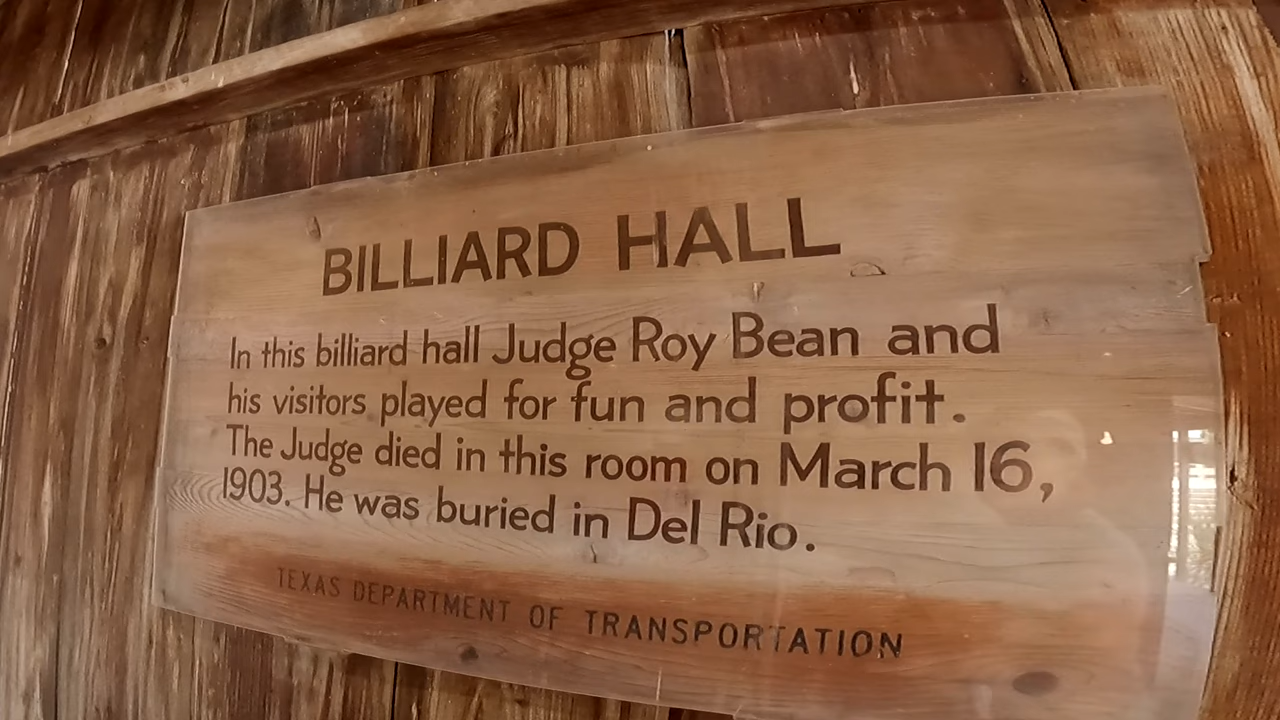 BILLIARD HALL
In this billiard hall Judge Roy Bean and
his visitors played for fun and profit.
The Judge died in this room on March 16,
1903. He was buried in Del Rio.
TEXAS DEPARTMENT OF TRANSPORTATION